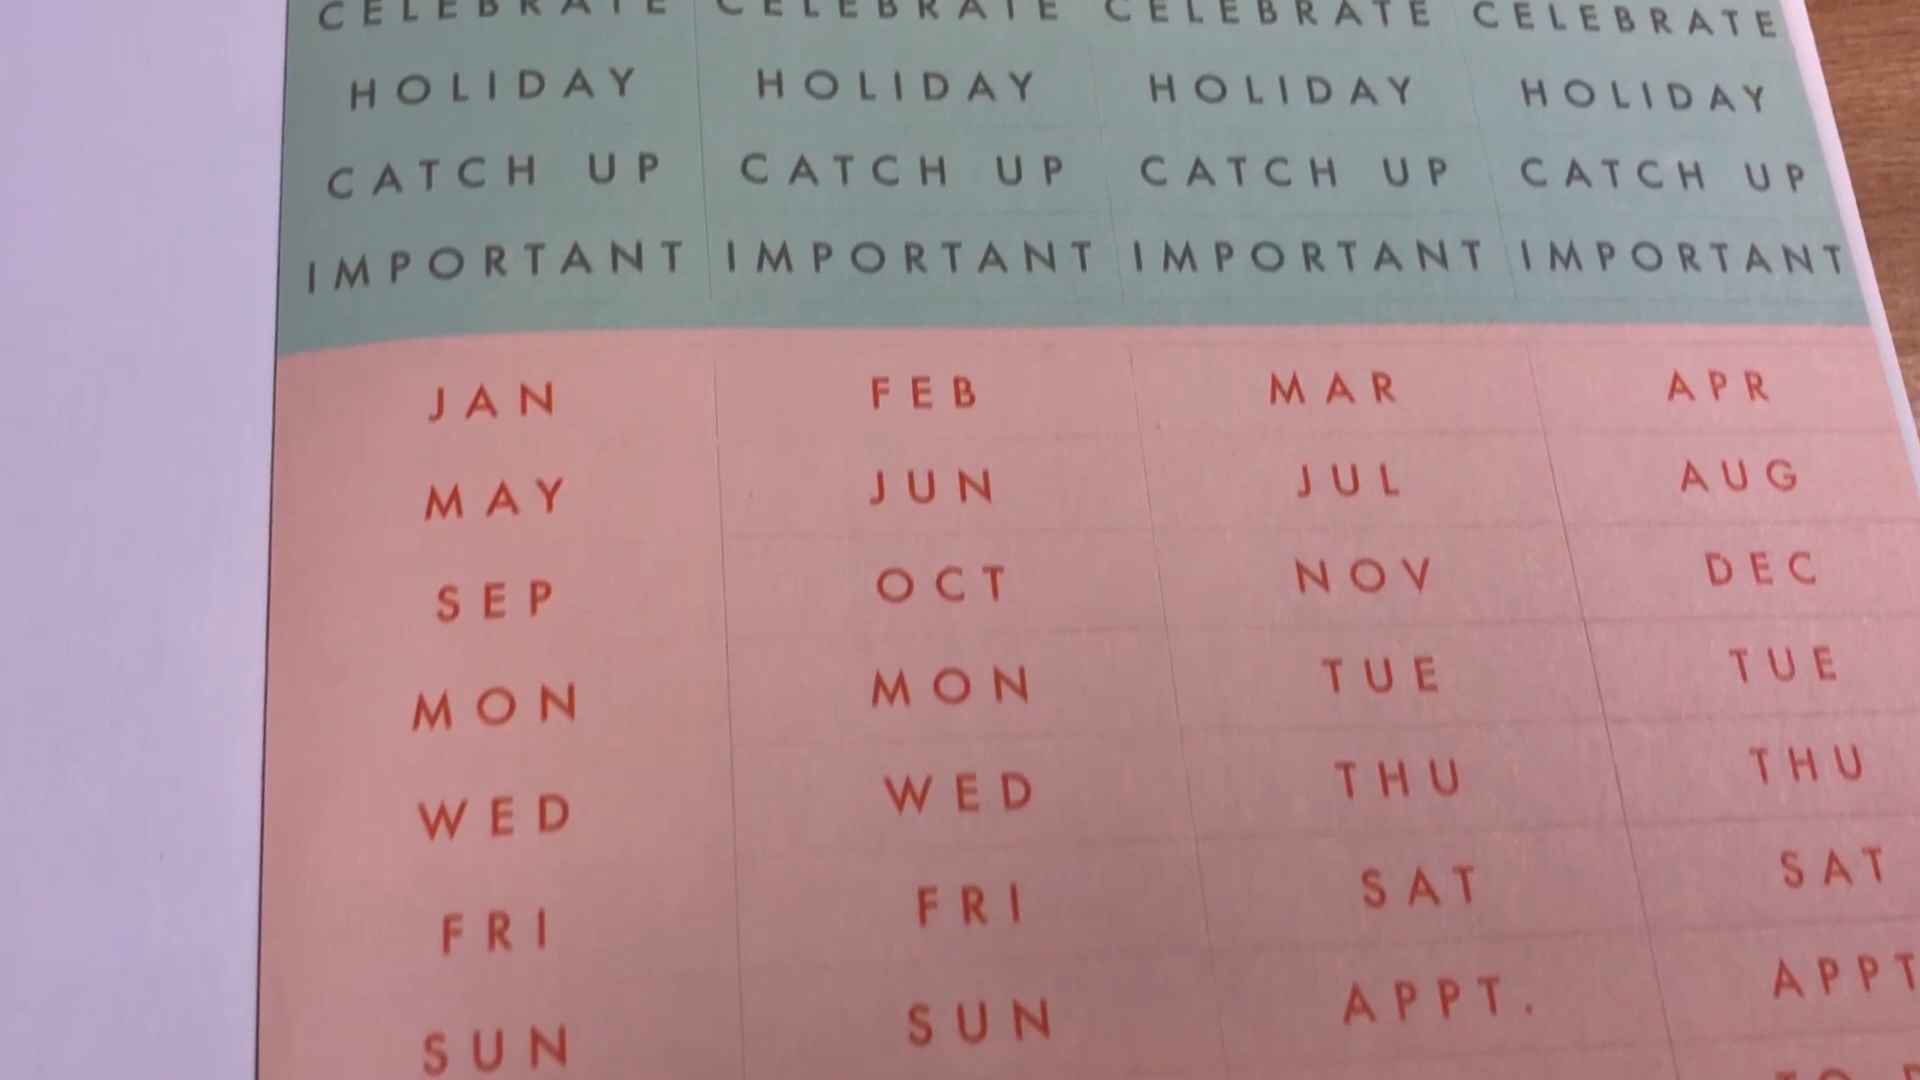 CELEBRATE CELEBRATE CELEBRATE CELEBRATE
HOLIDAY HOLIDAY HOLIDAY HOLIDAY
CATCH UP CATCH UP CATCH UP CATCH UP
IMPORTANT IMPORTANT IMPORTANT IMPORTANT
JAN FEB MAR APR
MAY JUN JUL AUG
SEP OCT NOV DEC
MON MON TUE TUE
WED WED THU THU
FRI FRI SAT SAT
SUN SUN APPT. APPT